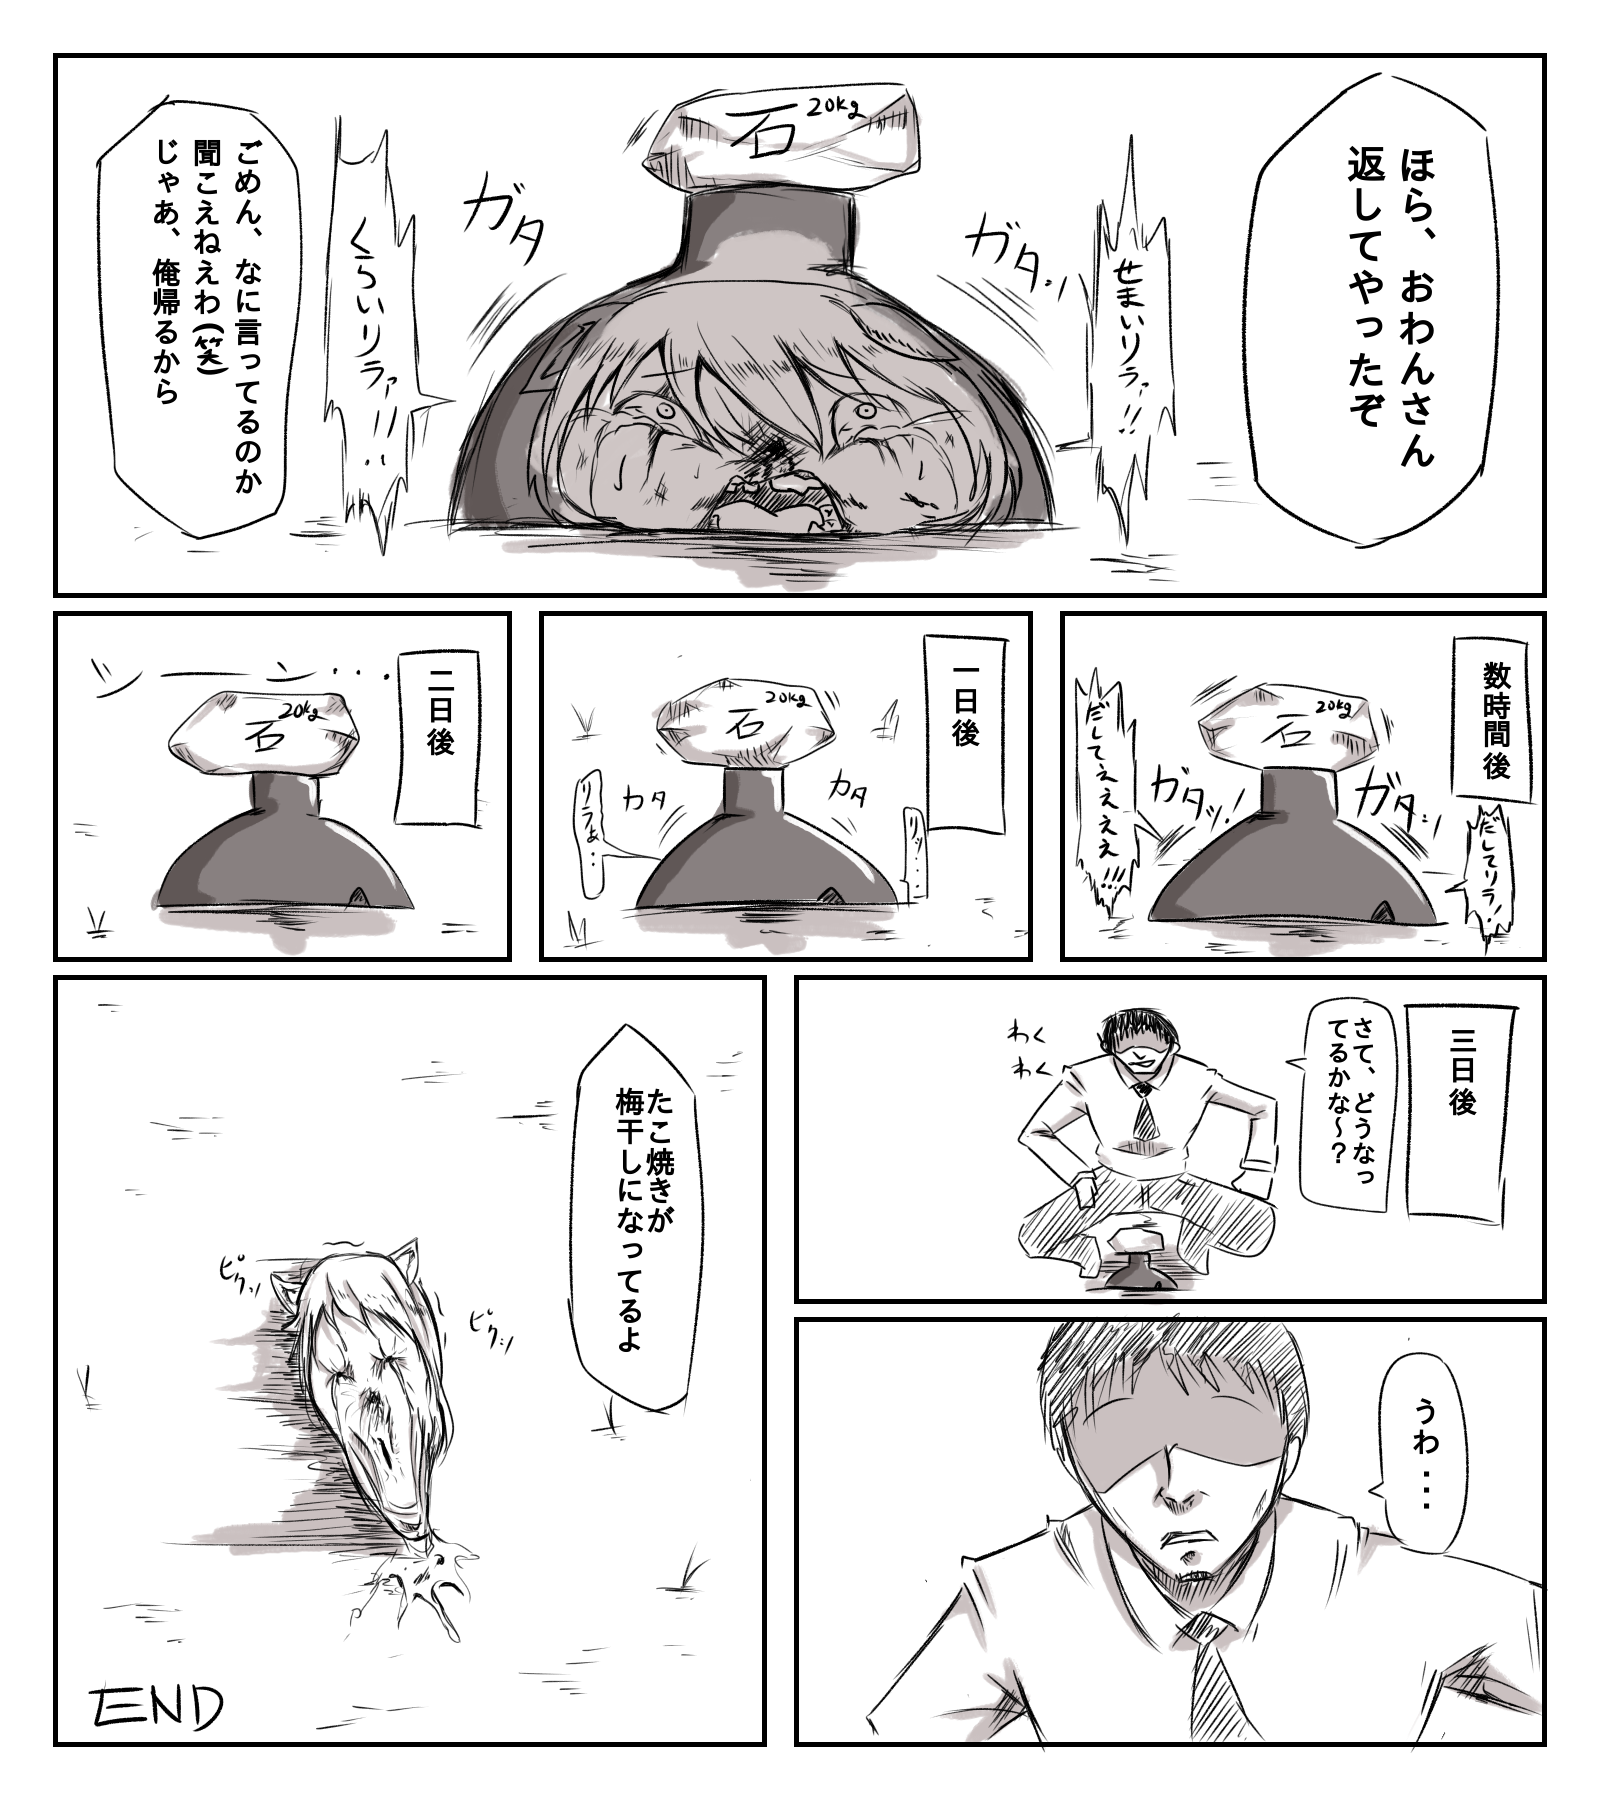 ほら、おわんさん
返してやったぞ
石
20kg
せまいリラァ!!
ガタッ
ガタ
くらいリラァ!!
ごめん、なに言ってるのか
聞こえねえわ(笑)
じゃあ、俺帰るから
数時間後
石
20kg
だしてリラ!
ガタッ
ガタッ!
だしてぇぇぇぇ!!!
一日後
石
20kg
リッ...
カタ
カタ
リラぁ...
二日後
石
20kg
シーーン...
三日後
さて、どうなっ
てるかな～？
わく
わく
うわ...
たこ焼きが
梅干しになってるよ
ピクッ
ピクッ
END